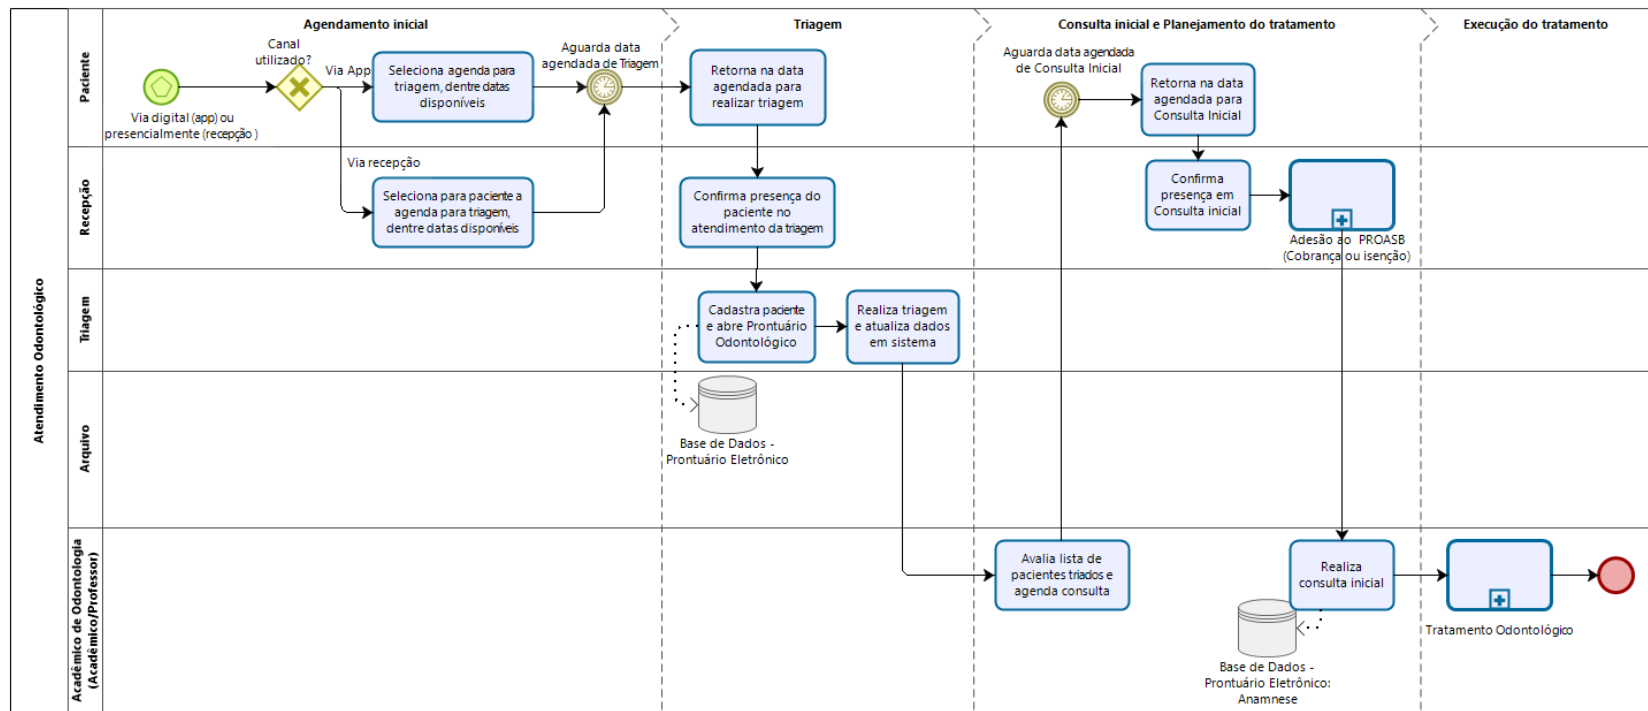 Agendamento inicial
Triagem
Consulta inicial e Planejamento do tratamento
Execução do tratamento
Atendimento Odontológico
Paciente
Canal
utilizado?
Via App
Seleciona agenda para
triagem, dentre datas
disponíveis
Aguarda data
agendada de Triagem
Retorna na data
agendada para
realizar triagem
Aguarda data agendada
de Consulta Inicial
Retorna na data
agendada para
Consulta Inicial
Via digital (app) ou
presencialmente (recepção )
Recepção
Via recepção
Seleciona para paciente a
agenda para triagem,
dentre datas disponíveis
Confirma presença do
paciente no
atendimento da triagem
Confirma
presença em
Consulta inicial
Adesão ao PROASB
(Cobrança ou isenção)
Triagem
Cadastra paciente
e abre Prontuário
Odontológico
Realiza triagem
e atualiza dados
em sistema
Arquivo
Base de Dados -
Prontuário Eletrônico
Acadêmico de Odontologia
(Acadêmico/Professor)
Avalia lista de
pacientes triados e
agenda consulta
Realiza
consulta inicial
Base de Dados -
Prontuário Eletrônico:
Anamnese
Tratamento Odontológico